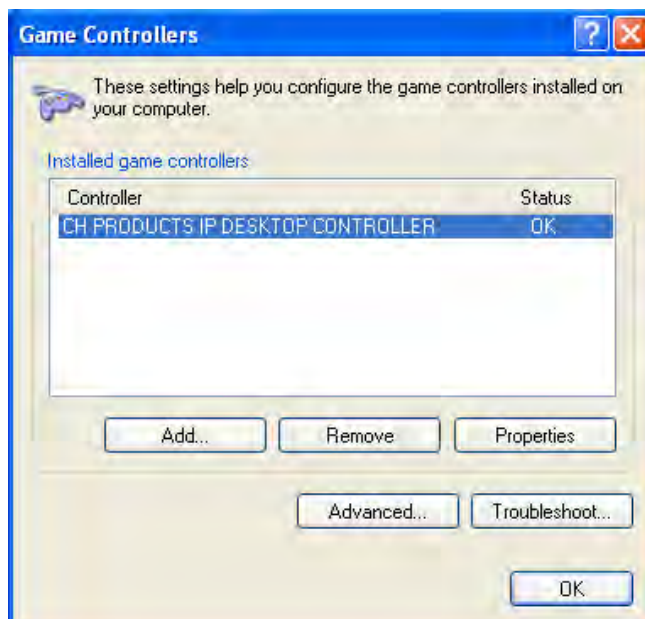 Game Controllers
?
These settings help you configure the game controllers installed on
your computer.
Installed game controllers
Controller Status
CH PRODUCTS IP DESKTOP CONTROLLER OK
Add... Remove Properties
Advanced... Troubleshoot...
OK